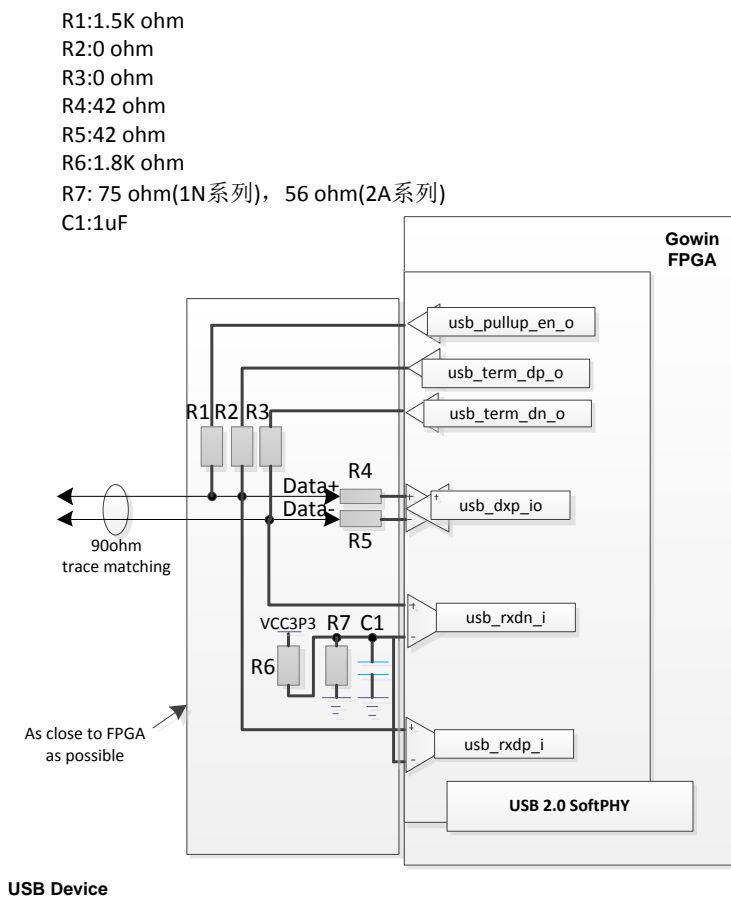 R1:1.5K ohm
R2:0 ohm
R3:0 ohm
R4:42 ohm
R5:42 ohm
R6:1.8K ohm
R7: 75 ohm(1N系列)，56 ohm(2A系列)
C1:1uF
Gowin
FPGA
usb_pullup_en_o
usb_term_dp_o
usb_term_dn_o
R1 R2 R3
R4
Data+
usb_dxp_io
Data-
R5
90ohm
trace matching
usb_rxdn_i
VCC3P3 R7 C1
R6
As close to FPGA
as possible
usb_rxdp_i
USB 2.0 SoftPHY
USB Device